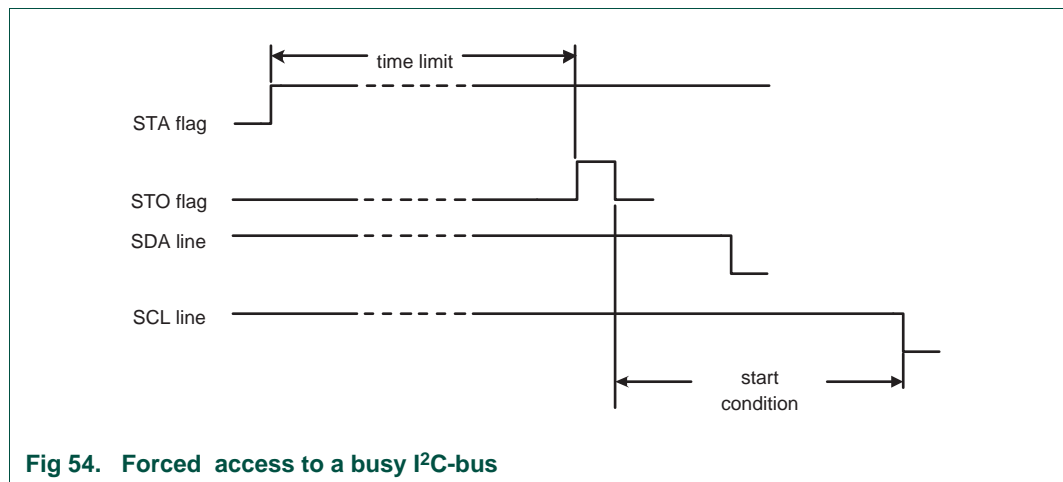 time limit
STA flag
STO flag
SDA line
SCL line
start
condition
Fig 54. Forced access to a busy I²C-bus